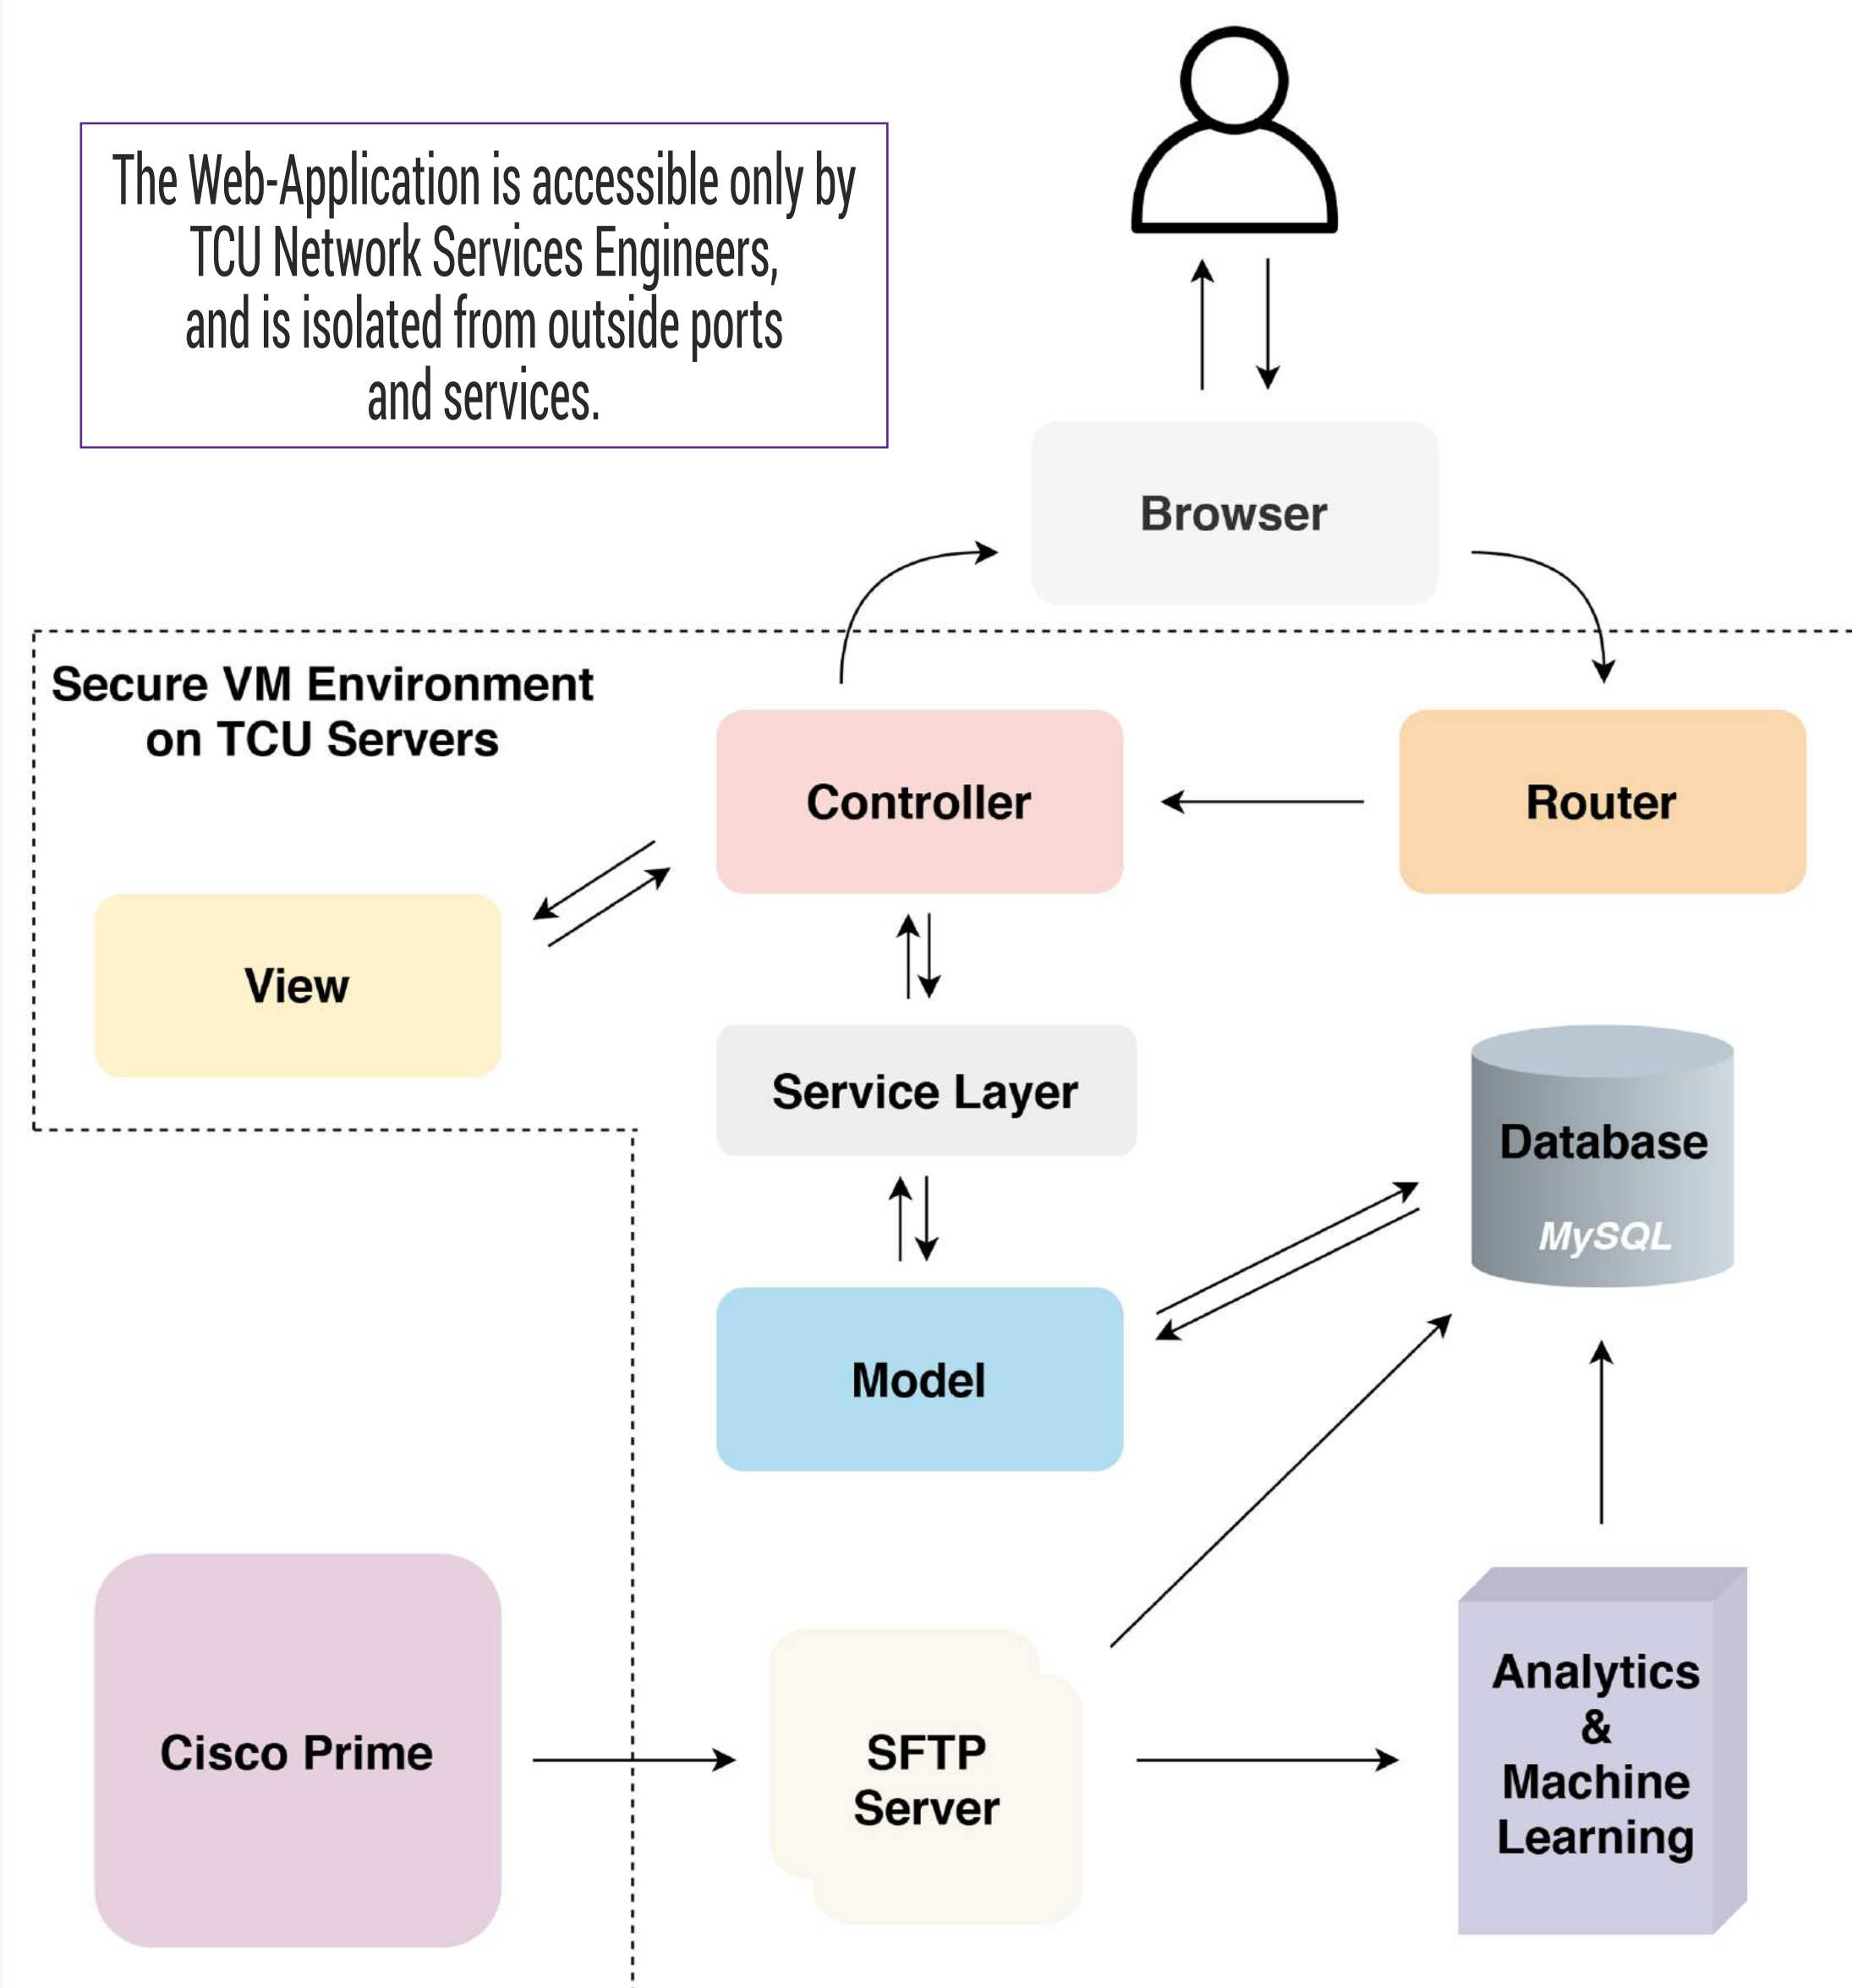 The Web-Application is accessible only by
TCU Network Services Engineers,
and is isolated from outside ports
and services.
Browser
Secure VM Environment
on TCU Servers
Controller
Router
View
Service Layer
Database
MySQL
Model
Cisco Prime
SFTP
Server
Analytics
&
Machine
Learning